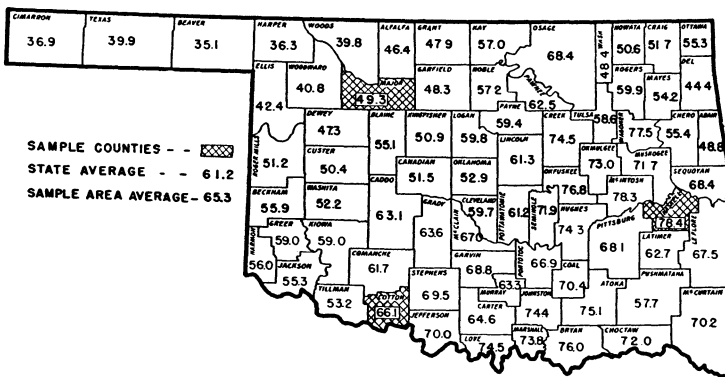 CIMARRON
36.9
TEXAS
39.9
BEAVER
35.1
HARPER
36.3
WOODS
39.8
ALFALFA
46.4
GRANT
47.9
KAY
57.0
OSAGE
68.4
WASH
48.4
NOWATA
50.6
CRAIG
51.7
OTTAWA
55.3
ELLIS
42.4
WOODWARD
40.8
MAJOR
49.3
GARFIELD
48.3
NOBLE
57.2
PAWNEE
62.5
ROGERS
59.9
MAYES
54.2
DEL
44.4
DEWEY
47.3
BLAINE
55.1
KINGFISHER
50.9
LOGAN
59.8
PAYNE
59.4
CREEK
74.5
TULSA
58.6
WAGONER
77.5
CHERO
55.4
ADAIR
48.8
SAMPLE COUNTIES - -
STATE AVERAGE - - 61.2
SAMPLE AREA AVERAGE - 65.3
ROGER MILLS
51.2
CUSTER
50.4
CANADIAN
51.5
OKLAHOMA
52.9
LINCOLN
61.3
OKFUSKEE
76.8
OKMULGEE
73.0
MUSKOGEE
71.7
SEQUOYAH
68.4
BECKHAM
55.9
WASHITA
52.2
CADDO
63.1
GRADY
63.6
McCLAIN
67.6
CLEVELAND
59.7
POTTAWATOMIE
61.2
SEMINOLE
71.9
HUGHES
74.3
McINTOSH
78.3
PITTSBURG
68.1
78.4
LATIMER
62.7
LEFLORE
67.5
HARMON
56.0
GREER
59.0
KIOWA
59.0
JACKSON
55.3
TILLMAN
53.2
COMANCHE
61.7
COTTON
66.1
STEPHENS
69.5
JEFFERSON
70.0
GARVIN
68.8
MURRAY
63.3
PONTOTOC
66.9
COAL
70.4
CARTER
64.6
JOHNSTON
74.4
ATOKA
75.1
PUSHMATAHA
57.7
McCURTAIN
70.2
LOVE
74.5
MARSHALL
73.8
BRYAN
76.0
CHOCTAW
72.0